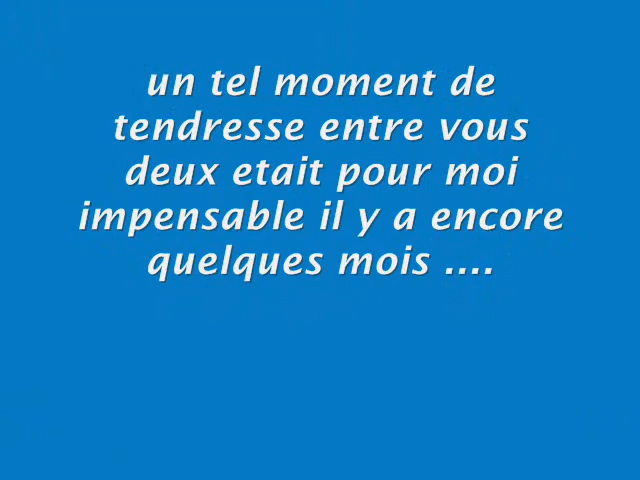 un tel moment de
tendresse entre vous
deux etait pour moi
impensable il y a encore
quelques mois ....